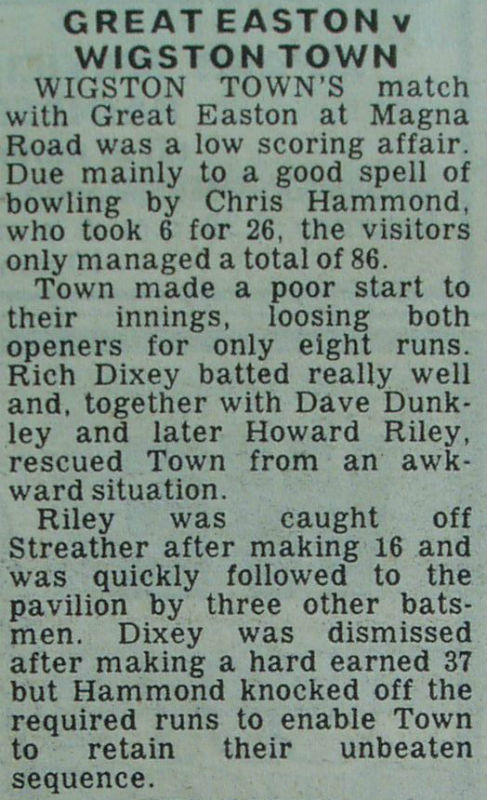 GREAT EASTON v
WIGSTON TOWN
WIGSTON TOWN'S match
with Great Easton at Magna
Road was a low scoring affair.
Due mainly to a good spell of
bowling by Chris Hammond,
who took 6 for 26, the visitors
only managed a total of 86.
Town made a poor start to
their innings, loosing both
openers for only eight runs.
Rich Dixey batted really well
and, together with Dave Dunk-
ley and later Howard Riley,
rescued Town from an awk-
ward situation.
Riley was caught off
Streather after making 16 and
was quickly followed to the
pavilion by three other bats-
men. Dixey was dismissed
after making a hard earned 37
but Hammond knocked off the
required runs to enable Town
to retain their unbeaten
sequence.